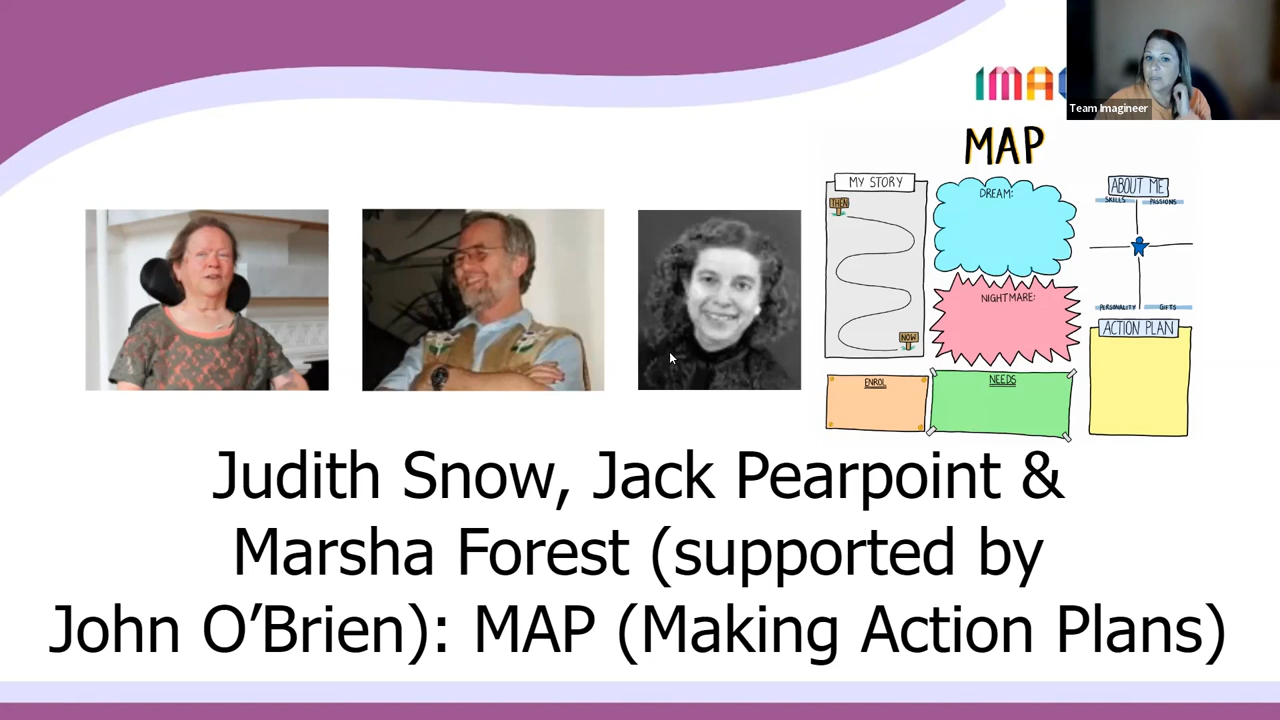 IMAG
Team Imagineer
MAP
MY STORY
THEN
NOW
DREAM:
NIGHTMARE:
ABOUT ME
SKILLS
PASSIONS
PERSONALITY
GIFTS
ENROL
NEEDS
ACTION PLAN
Judith Snow, Jack Pearpoint &
Marsha Forest (supported by
John O’Brien): MAP (Making Action Plans)